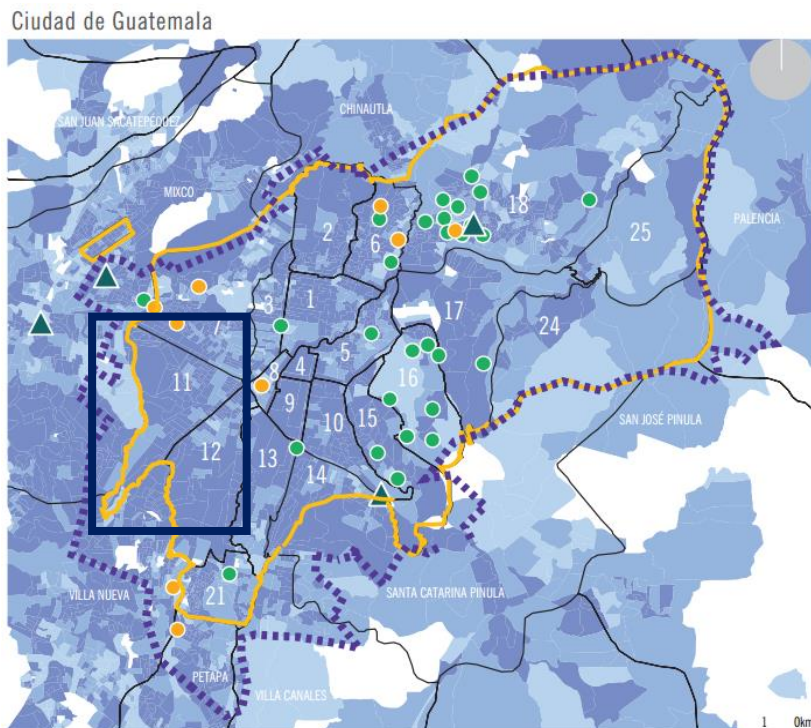 Ciudad de Guatemala
CHINAUTLA
SAN JUAN SACATEPÉQUEZ
MIXCO
18
2
6
25
PALENCIA
17
3
1
7
24
5
11
8
4
16
9
10
15
SAN JOSÉ PINULA
12
13
14
VILLA NUEVA
21
SANTA CATARINA PINULA
PETAPA
VILLA CANALES
1 0km